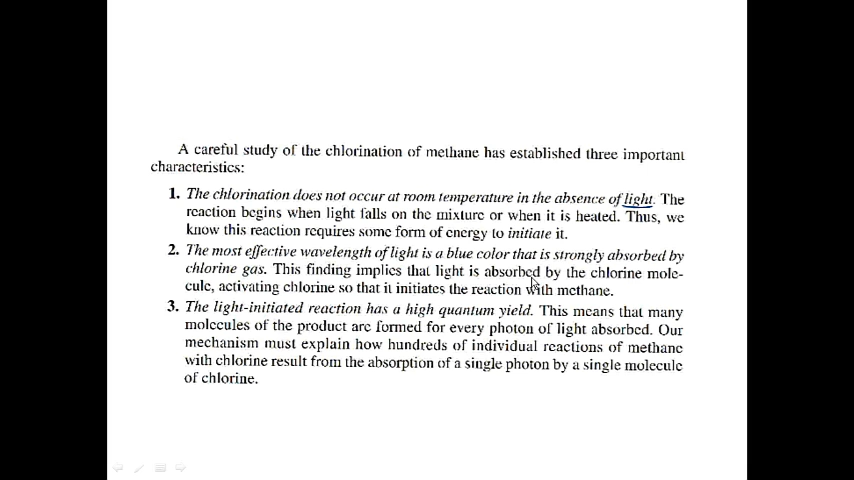 A careful study of the chlorination of methane has established three important
characteristics:
1. The chlorination does not occur at room temperature in the absence of light. The
reaction begins when light falls on the mixture or when it is heated. Thus, we
know this reaction requires some form of energy to initiate it.
2. The most effective wavelength of light is a blue color that is strongly absorbed by
chlorine gas. This finding implies that light is absorbed by the chlorine mole-
cule, activating chlorine so that it initiates the reaction with methane.
3. The light-initiated reaction has a high quantum yield. This means that many
molecules of the product are formed for every photon of light absorbed. Our
mechanism must explain how hundreds of individual reactions of methane
with chlorine result from the absorption of a single photon by a single molecule
of chlorine.